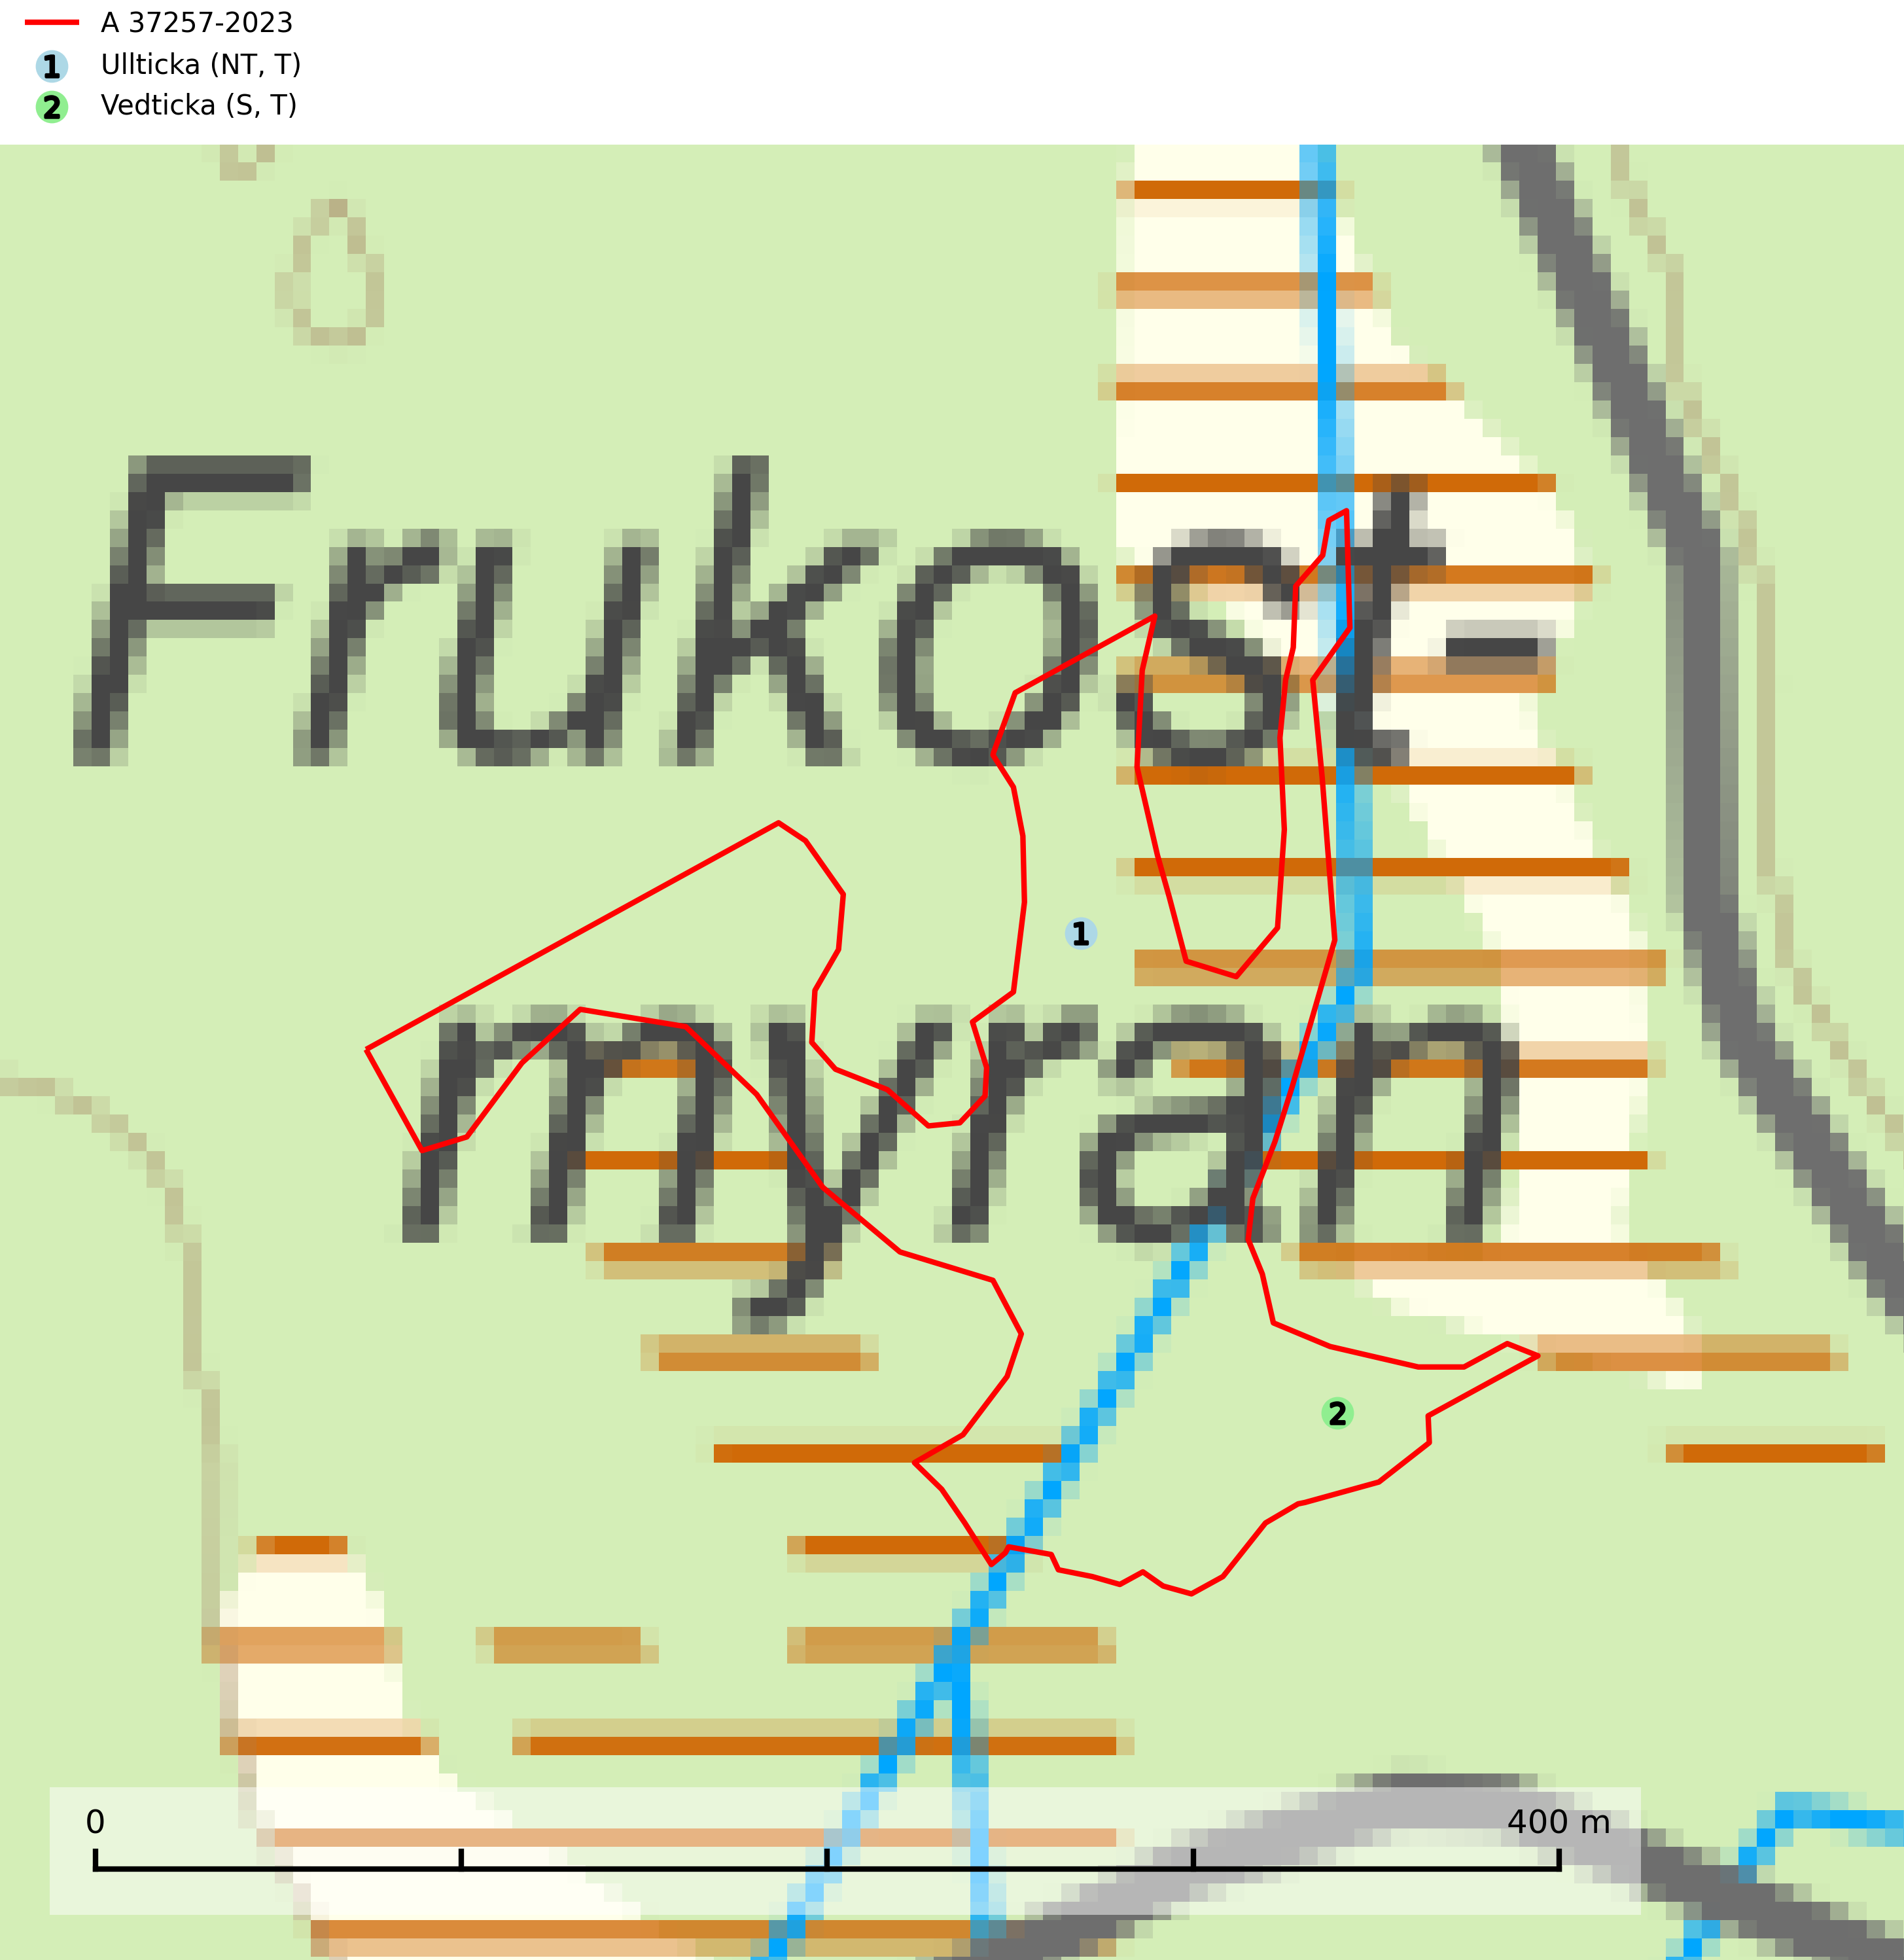 A 37257-2023
1 Ullticka (NT, T)
2 Vedticka (S, T)
Frukost-
myran
1
2
0 400 m